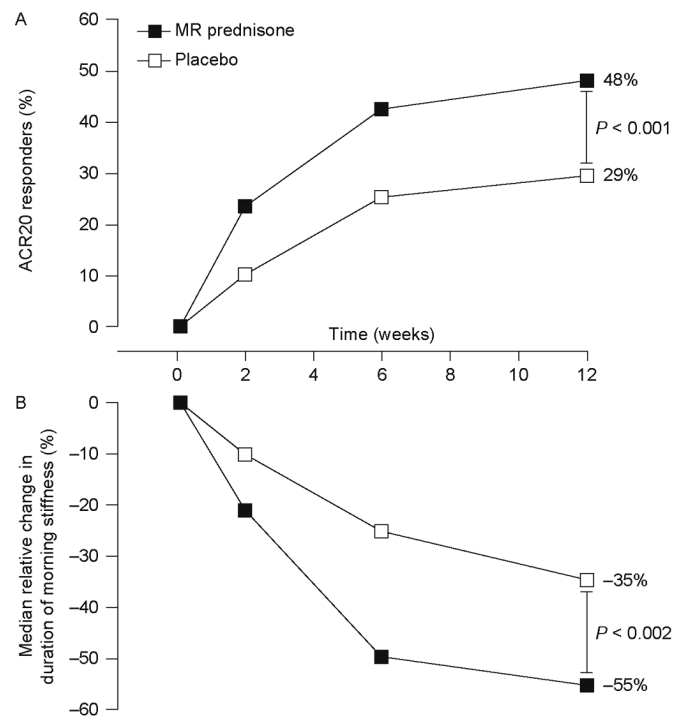 A
MR prednisone
Placebo
ACR20 responders (%)
60
50
40
30
20
10
0
48%
P < 0.001
29%
Time (weeks)
0 2 4 6 8 10 12
B
Median relative change in
duration of morning stiffness (%)
0
–10
–20
–30
–40
–50
–60
–35%
P < 0.002
–55%